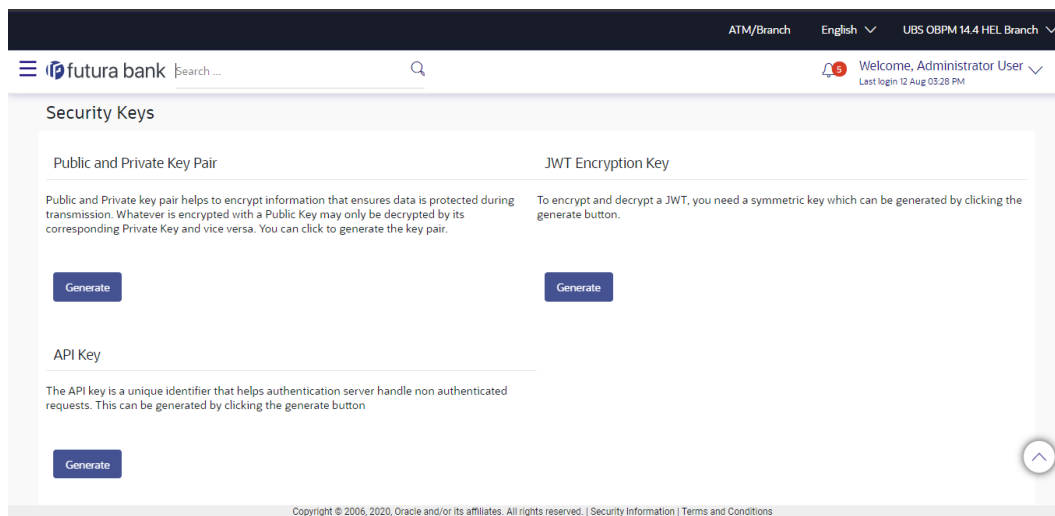 ATM/Branch English UBS OBPM 14.4 HEL Branch
futura bank Search ... 5 Welcome, Administrator User
Last login 12 Aug 03:28 PM
Security Keys
Public and Private Key Pair
Public and Private key pair helps to encrypt information that ensures data is protected during
transmission. Whatever is encrypted with a Public Key may only be decrypted by its
corresponding Private Key and vice versa. You can click to generate the key pair.
Generate
JWT Encryption Key
To encrypt and decrypt a JWT, you need a symmetric key which can be generated by clicking the
generate button.
Generate
API Key
The API key is a unique identifier that helps authentication server handle non authenticated
requests. This can be generated by clicking the generate button
Generate
Copyright © 2006, 2020, Oracle and/or its affiliates. All rights reserved. | Security Information | Terms and Conditions